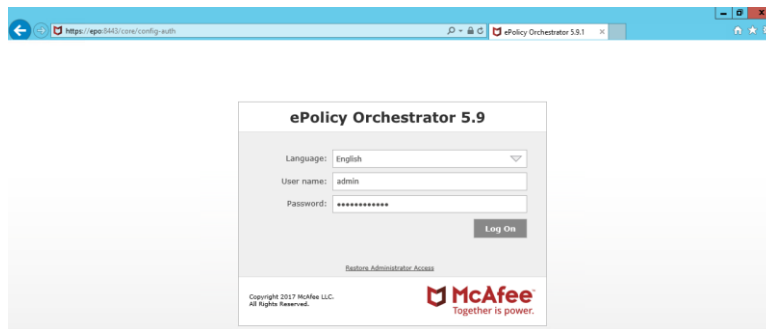 https://epo:8443/core/config-auth
ePolicy Orchestrator 5.9.1
ePolicy Orchestrator 5.9
Language: English
User name: admin
Password: ••••••••••••
Log On
Restore Administrator Access
Copyright 2017 McAfee LLC.
All Rights Reserved.
McAfee
Together is power.